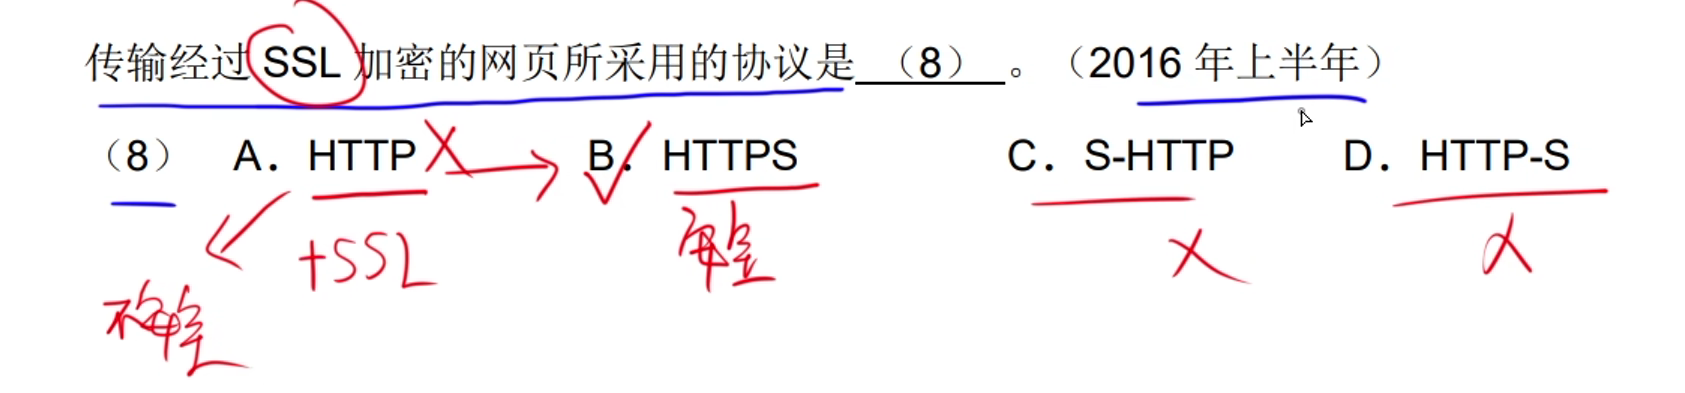 传输经过 SSL 加密的网页所采用的协议是 （8） 。（2016 年上半年）
（8） A. HTTP B. HTTPS C. S-HTTP D. HTTP-S
+SSL 安全
不安全